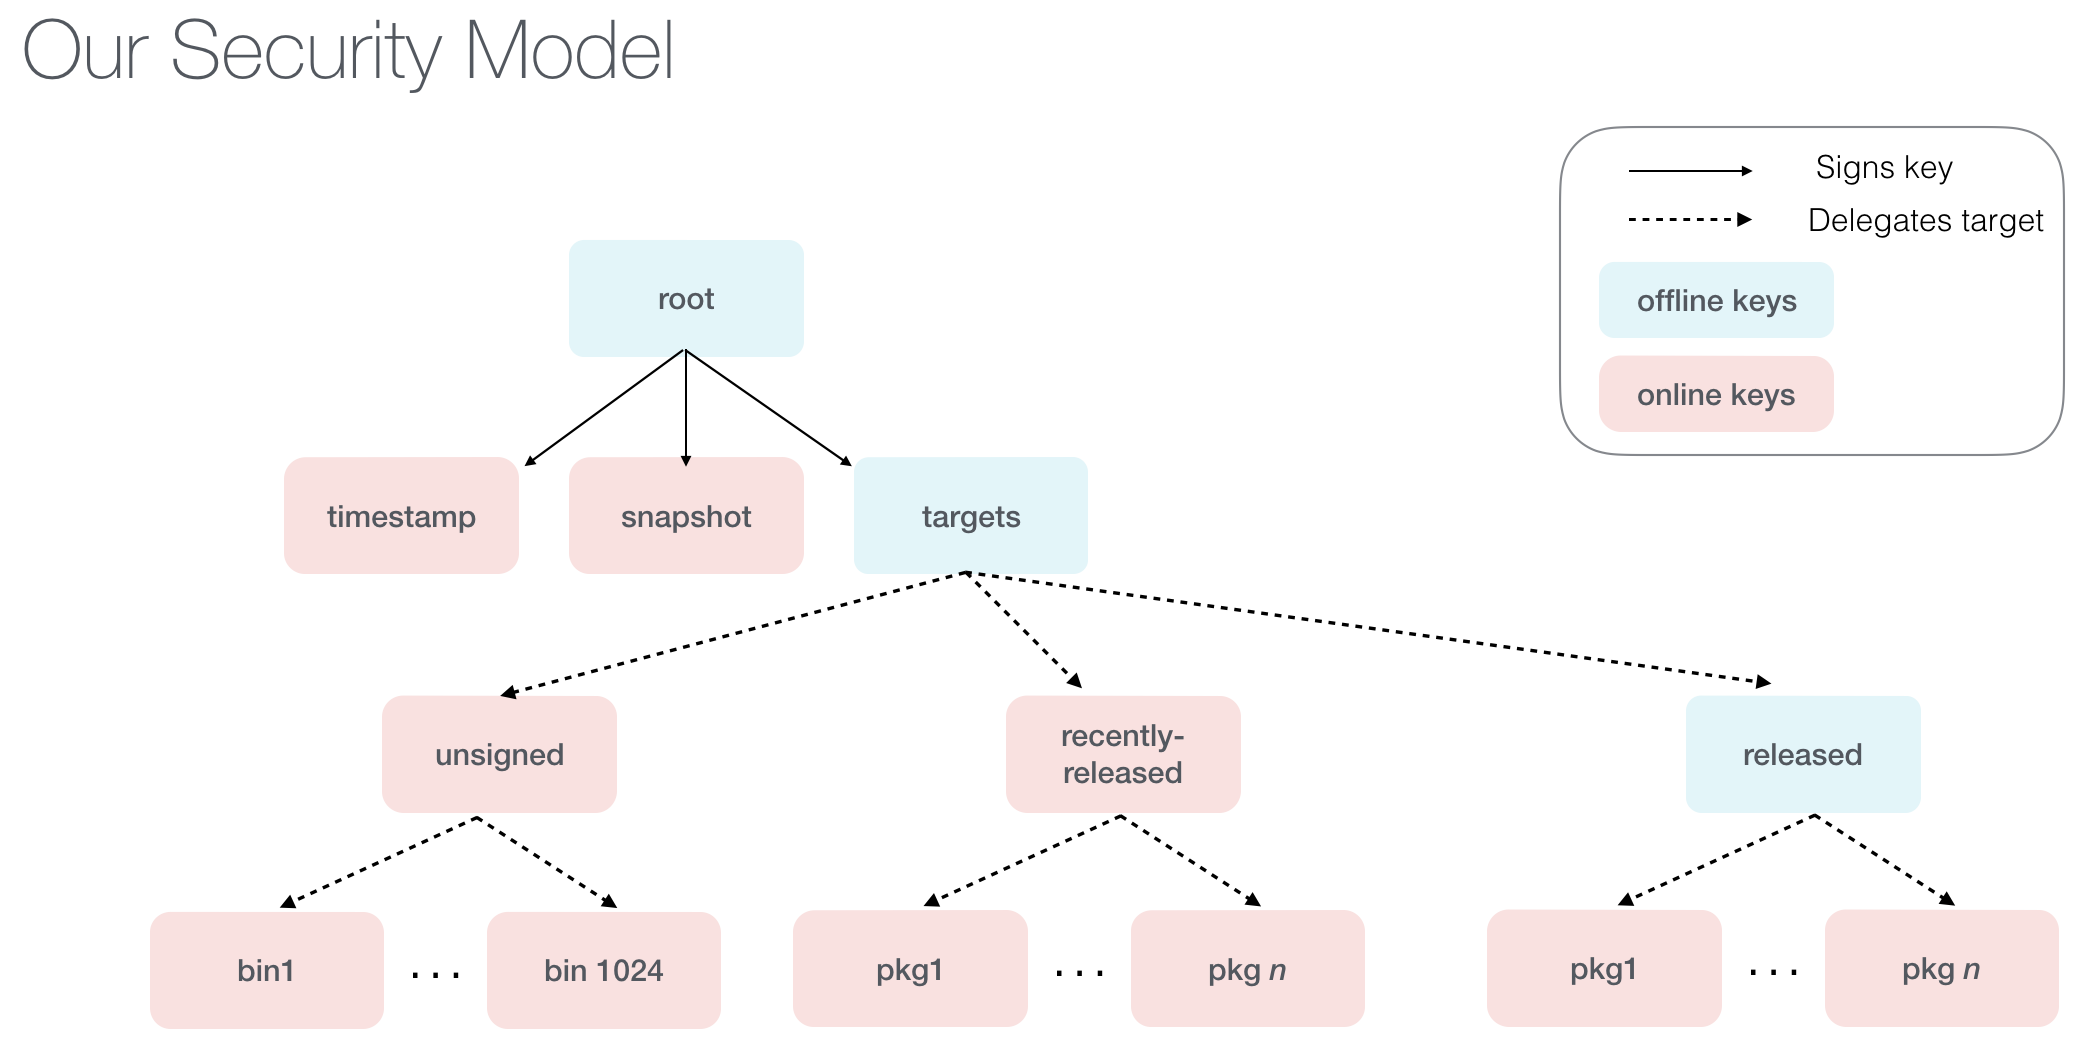 Our Security Model
Signs key
Delegates target
offline keys
online keys
root
timestamp
snapshot
targets
unsigned
recently-
released
released
bin1
...
bin 1024
pkg1
...
pkg n
pkg1
...
pkg n